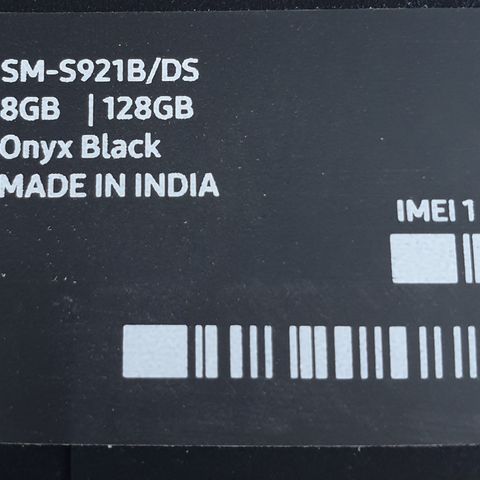 SM-S921B/DS
8GB | 128GB
Onyx Black
MADE IN INDIA
IMEI 1